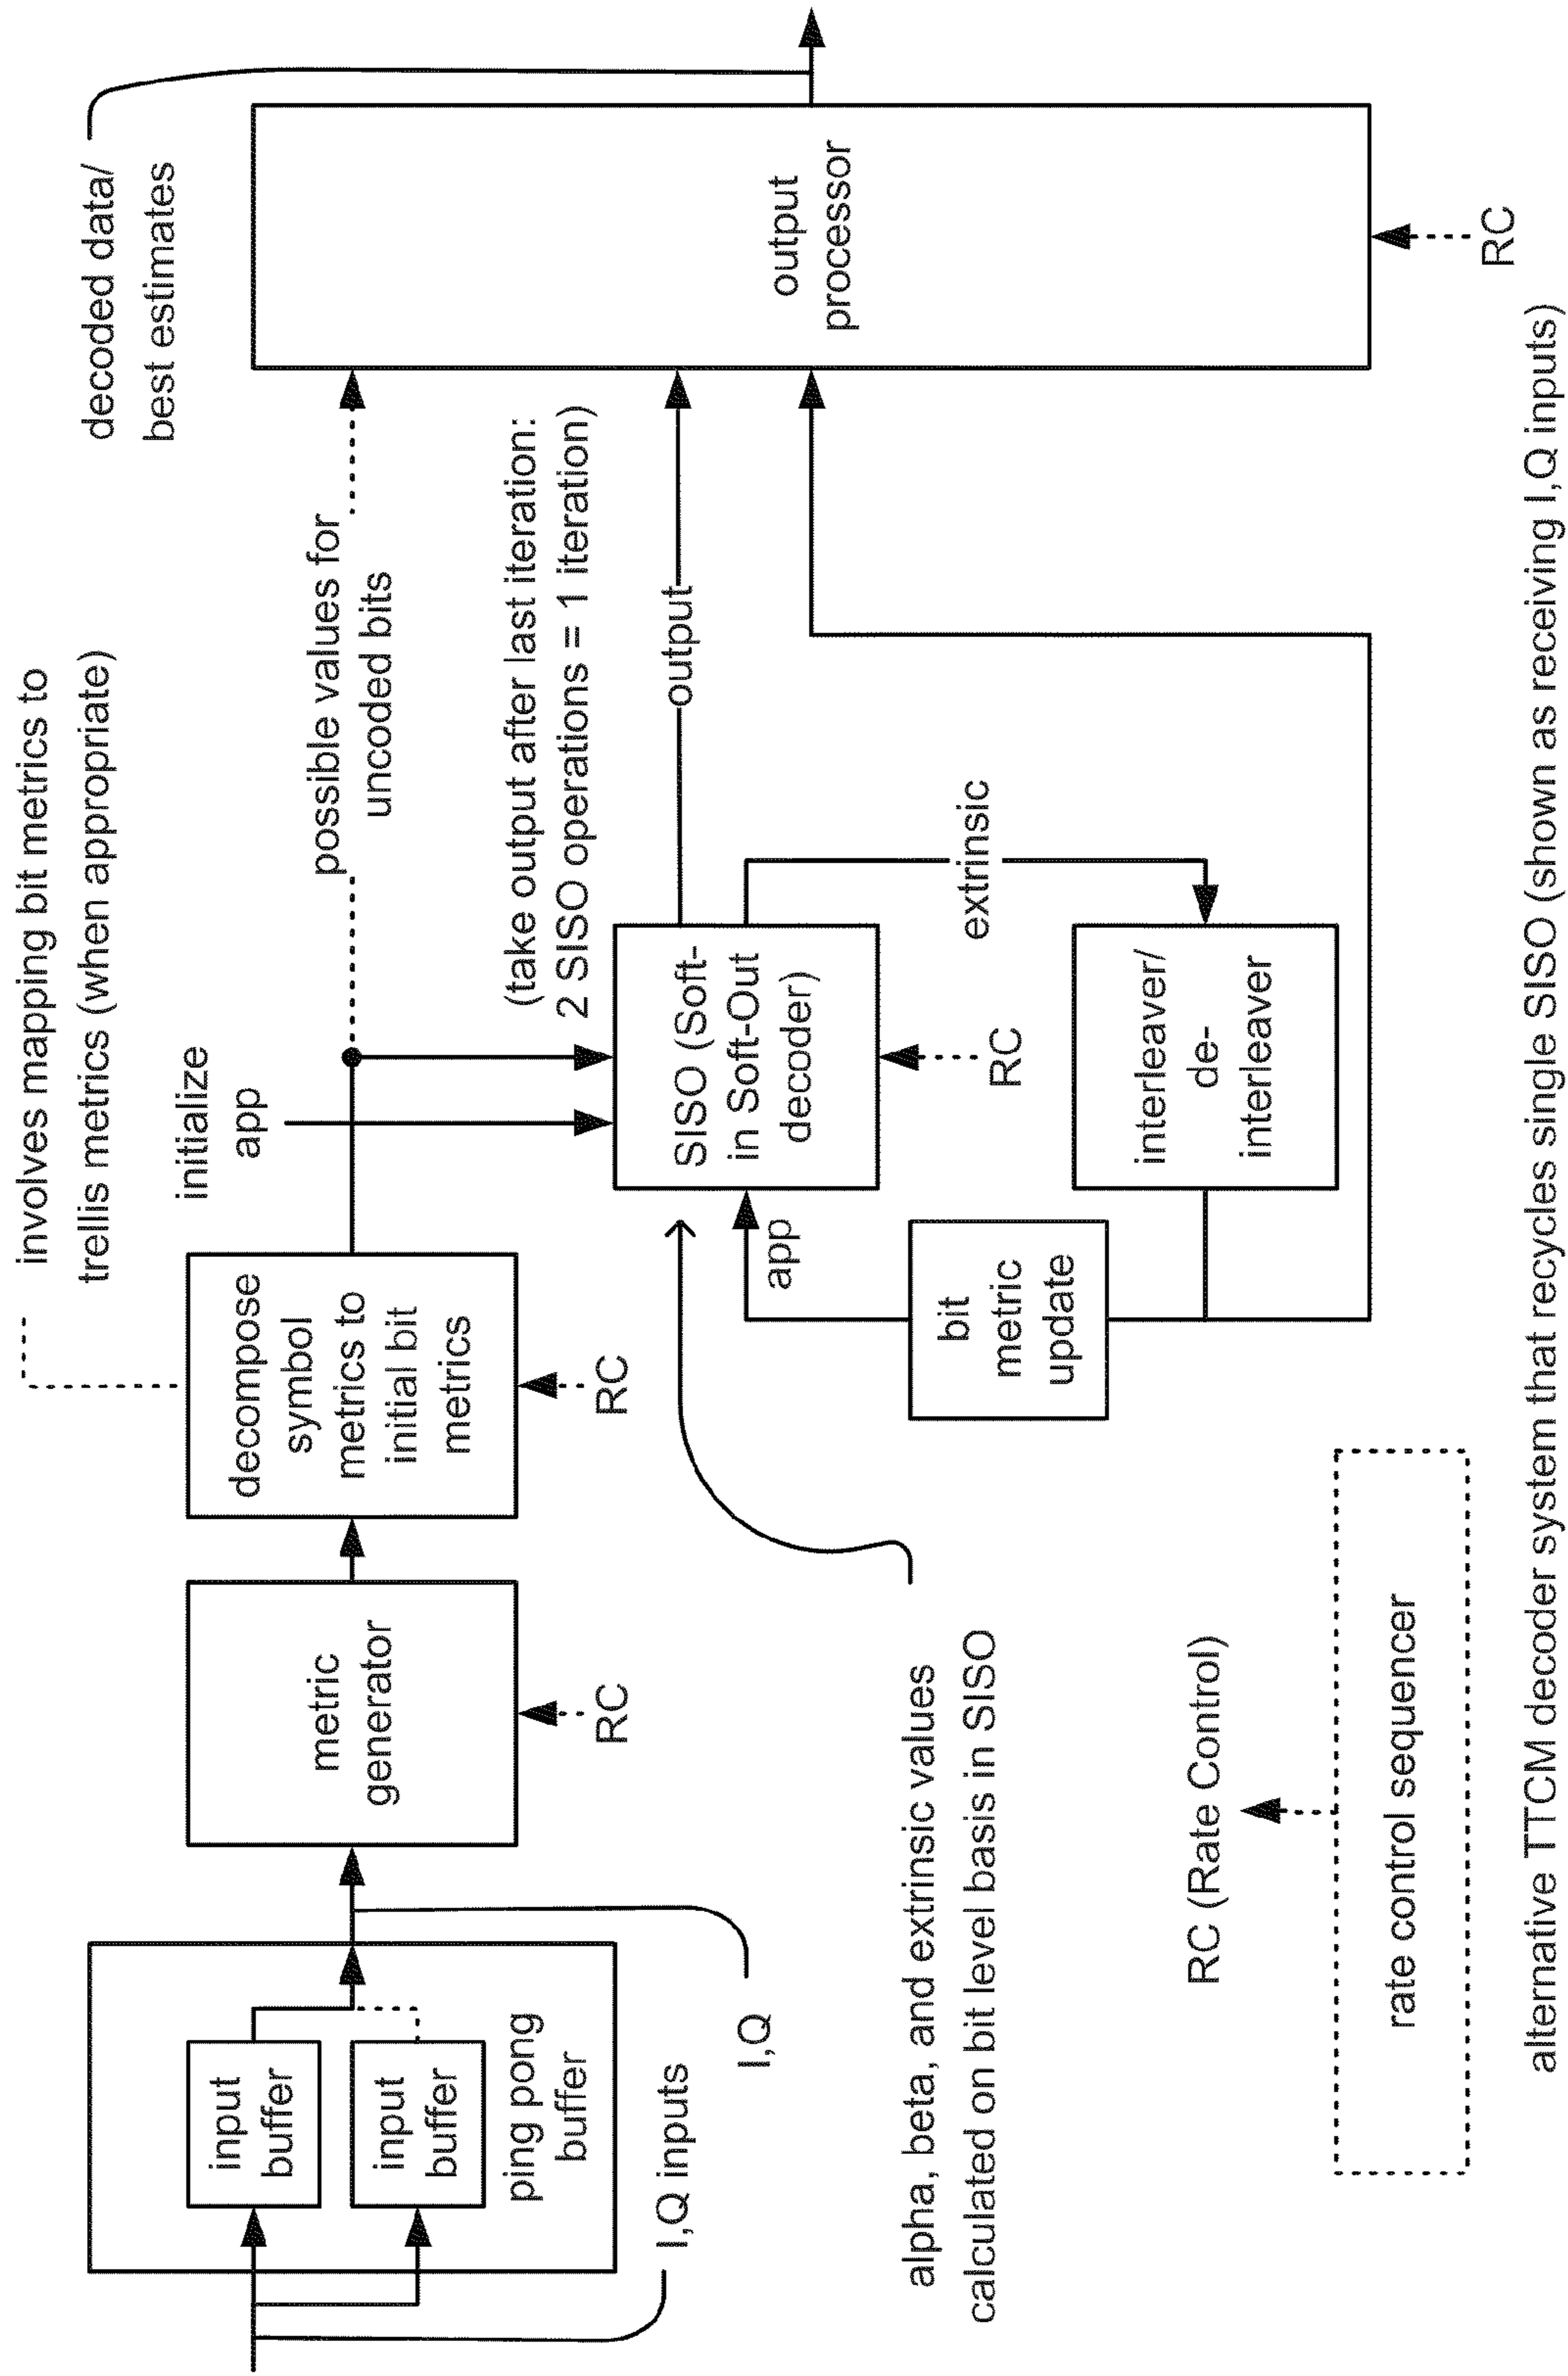 involves mapping bit metrics to
trellis metrics (when appropriate)
decoded data/
best estimates
initialize
app
possible values for
uncoded bits
input
buffer
input
buffer
ping pong
buffer
I,Q inputs
I,Q
metric
generator
RC
decompose
symbol
metrics to
initial bit
metrics
RC
(take output after last iteration:
2 SISO operations = 1 iteration)
output
SISO (Soft-
in Soft-Out
decoder)
RC
app
extrinsic
interleaver/
de-
interleaver
bit
metric
update
output
processor
RC
alpha, beta, and extrinsic values
calculated on bit level basis in SISO
RC (Rate Control)
rate control sequencer
alternative TTCM decoder system that recycles single SISO (shown as receiving I,Q inputs)